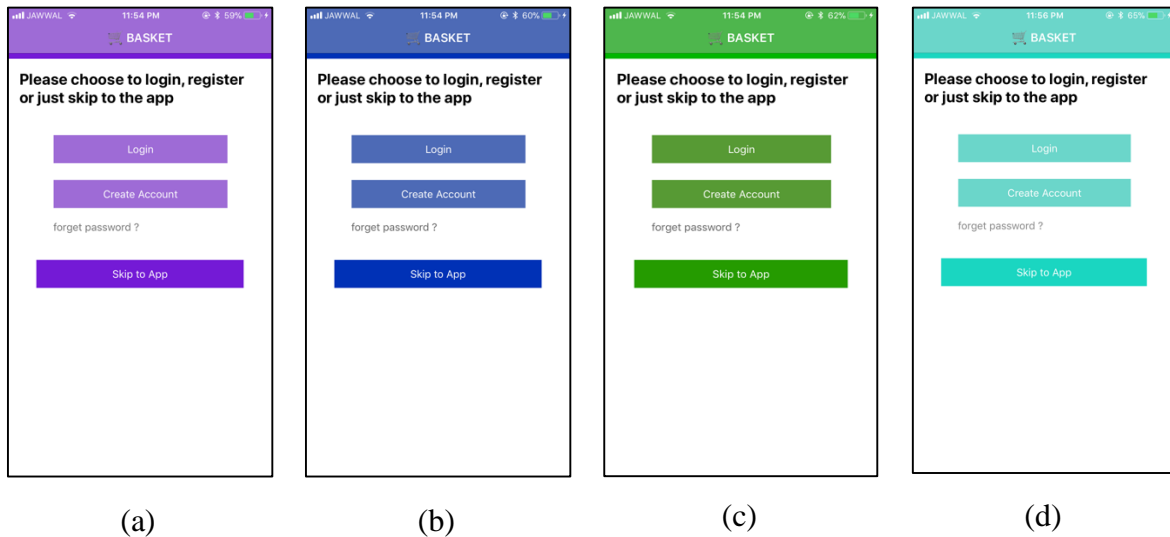 JAWWAL 11:54 PM 59%
BASKET
Please choose to login, register
or just skip to the app
Login
Create Account
forget password ?
Skip to App
(a)
JAWWAL 11:54 PM 60%
BASKET
Please choose to login, register
or just skip to the app
Login
Create Account
forget password ?
Skip to App
(b)
JAWWAL 11:54 PM 62%
BASKET
Please choose to login, register
or just skip to the app
Login
Create Account
forget password ?
Skip to App
(c)
JAWWAL 11:56 PM 65%
BASKET
Please choose to login, register
or just skip to the app
Login
Create Account
forget password ?
Skip to App
(d)